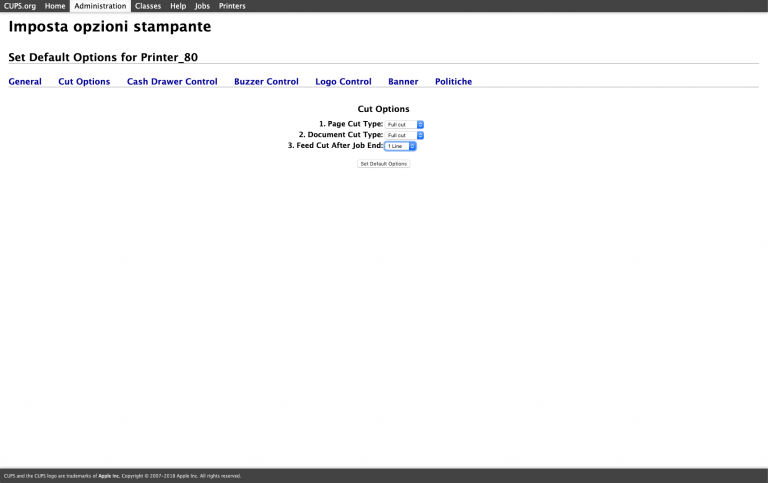 CUPS.org Home Administration Classes Help Jobs Printers
Imposta opzioni stampante
Set Default Options for Printer_80
General Cut Options Cash Drawer Control Buzzer Control Logo Control Banner Politiche
Cut Options
1. Page Cut Type: Full cut
2. Document Cut Type: Full cut
3. Feed Cut After Job End: 1 Line
Set Default Options
CUPS and the CUPS logo are trademarks of Apple Inc. Copyright © 2007-2018 Apple Inc. All rights reserved.